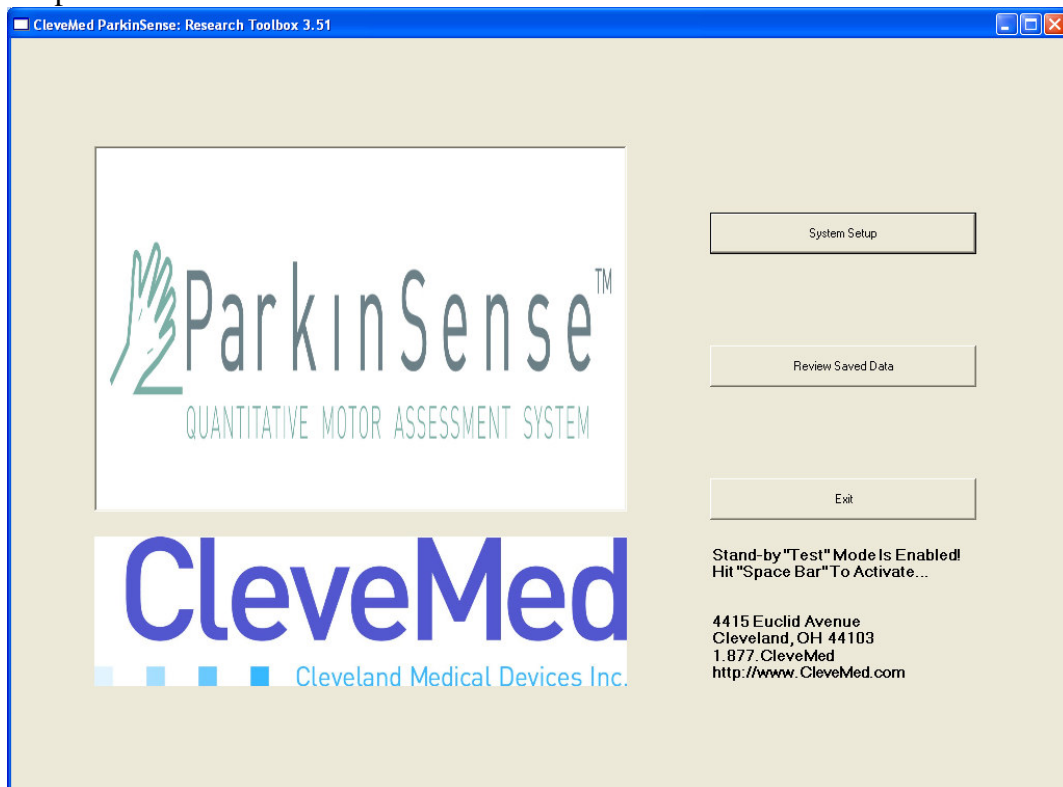 CleveMed ParkinSense: Research Toolbox 3.51
ParkinSense™
QUANTITATIVE MOTOR ASSESSMENT SYSTEM
CleveMed
Cleveland Medical Devices Inc.
System Setup
Review Saved Data
Exit
Stand-by "Test" Mode Is Enabled!
Hit "Space Bar" To Activate...
4415 Euclid Avenue
Cleveland, OH 44103
1.877.CleveMed
http://www.CleveMed.com